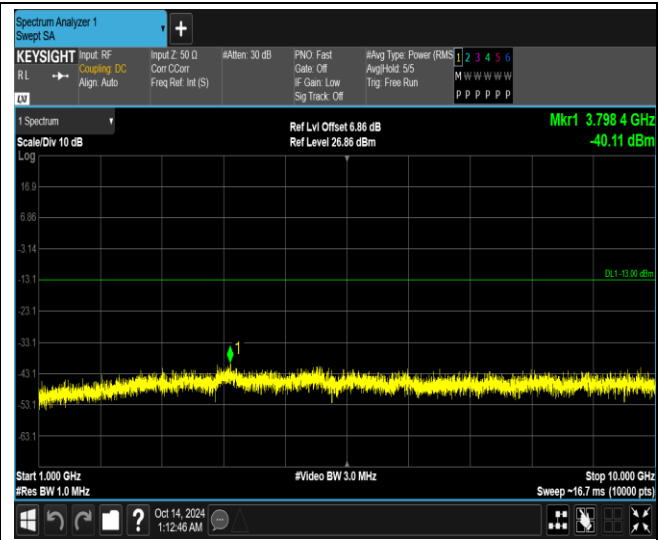 Spectrum Analyzer 1
Swept SA
+
KEYSIGHT
RL
LXI
Input: RF
Coupling: DC
Align: Auto
Input Z: 50 Ω
Corr CCorr
Freq Ref: Int (S)
#Atten: 30 dB
PNO: Fast
Gate: Off
IF Gain: Low
Sig Track: Off
#Avg Type: Power (RMS
Avg|Hold: 5/5
Trig: Free Run
1 2 3 4 5 6
M W W W W W
P P P P P P
1 Spectrum
Scale/Div 10 dB
Ref Lvl Offset 6.86 dB
Ref Level 26.86 dBm
Mkr1 3.798 4 GHz
-40.11 dBm
Log
16.9
6.86
-3.14
-13.1
DL1 -13.00 dBm
-23.1
-33.1
1
-43.1
-53.1
-63.1
Start 1.000 GHz
#Res BW 1.0 MHz
#Video BW 3.0 MHz
Stop 10.000 GHz
Sweep ~16.7 ms (10000 pts)
?
Oct 14, 2024
1:12:46 AM